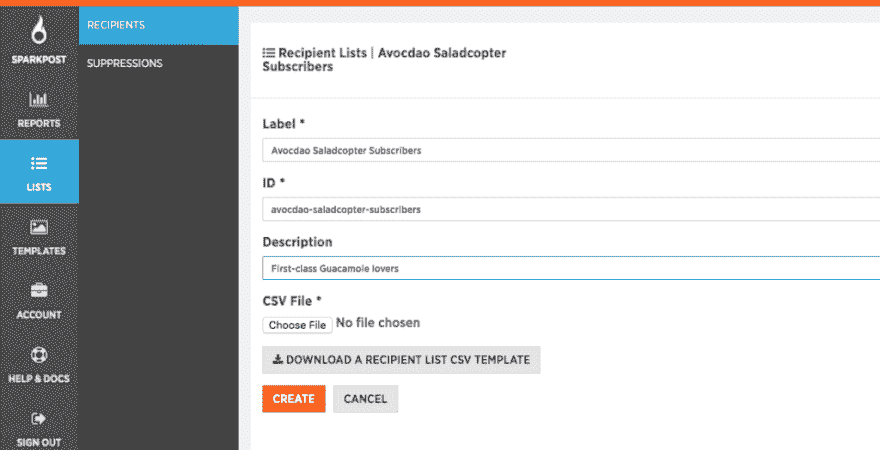 SPARKPOST
REPORTS
LISTS
TEMPLATES
ACCOUNT
HELP & DOCS
SIGN OUT
RECIPIENTS
SUPPRESSIONS
Recipient Lists | Avocdao Saladcopter
Subscribers
Label *
Avocdao Saladcopter Subscribers
ID *
avocdao-saladcopter-subscribers
Description
First-class Guacamole lovers
CSV File *
Choose File No file chosen
DOWNLOAD A RECIPIENT LIST CSV TEMPLATE
CREATE CANCEL